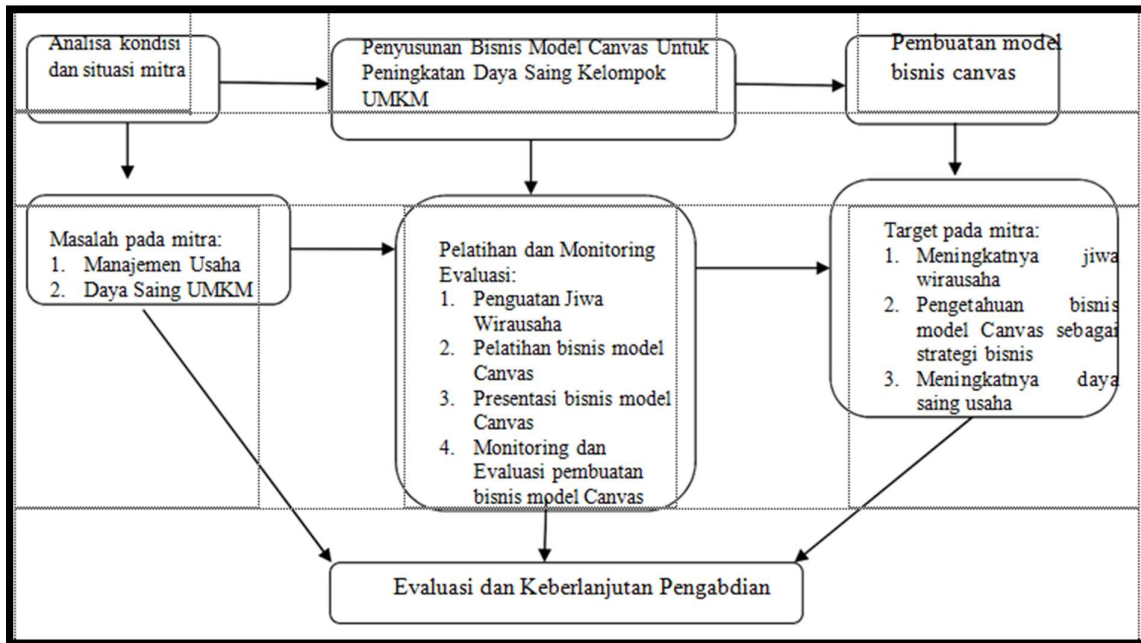 Analisa kondisi
dan situasi mitra
Penyusunan Bisnis Model Canvas Untuk
Peningkatan Daya Saing Kelompok
UMKM
Pembuatan model
bisnis canvas
Masalah pada mitra:
1. Manajemen Usaha
2. Daya Saing UMKM
Pelatihan dan Monitoring
Evaluasi:
1. Penguatan Jiwa
Wirausaha
2. Pelatihan bisnis model
Canvas
3. Presentasi bisnis model
Canvas
4. Monitoring dan
Evaluasi pembuatan
bisnis model Canvas
Target pada mitra:
1. Meningkatnya jiwa
wirausaha
2. Pengetahuan bisnis
model Canvas sebagai
strategi bisnis
3. Meningkatnya daya
saing usaha
Evaluasi dan Keberlanjutan Pengabdian